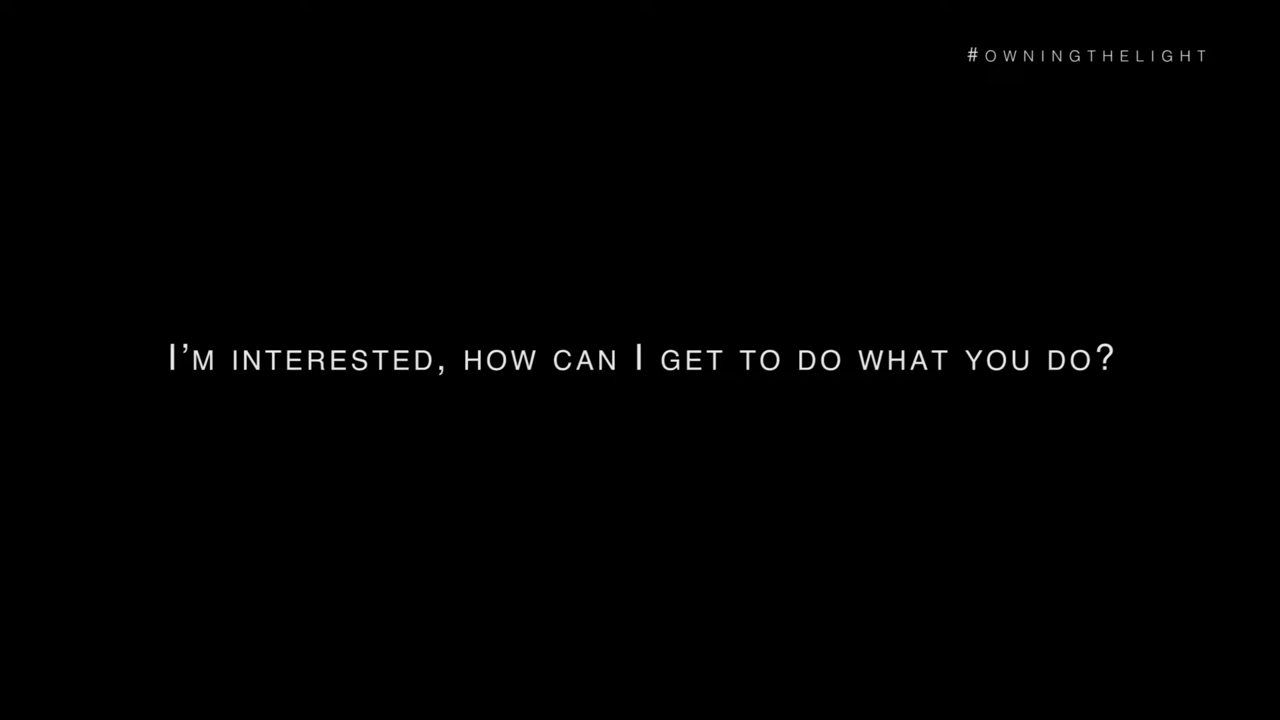 #OWNINGTHELIGHT
I'M INTERESTED, HOW CAN I GET TO DO WHAT YOU DO?